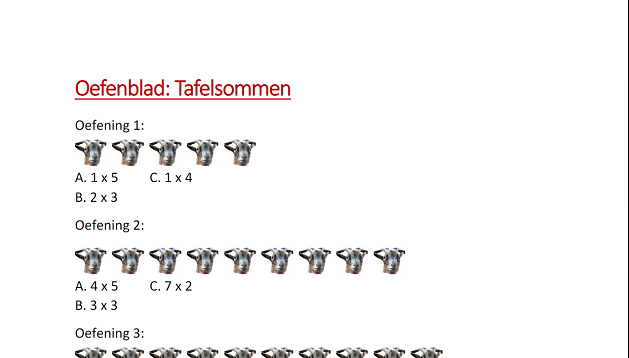 Oefenblad: Tafelsommen
Oefening 1:
A. 1 x 5 C. 1 x 4
B. 2 x 3
Oefening 2:
A. 4 x 5 C. 7 x 2
B. 3 x 3
Oefening 3: